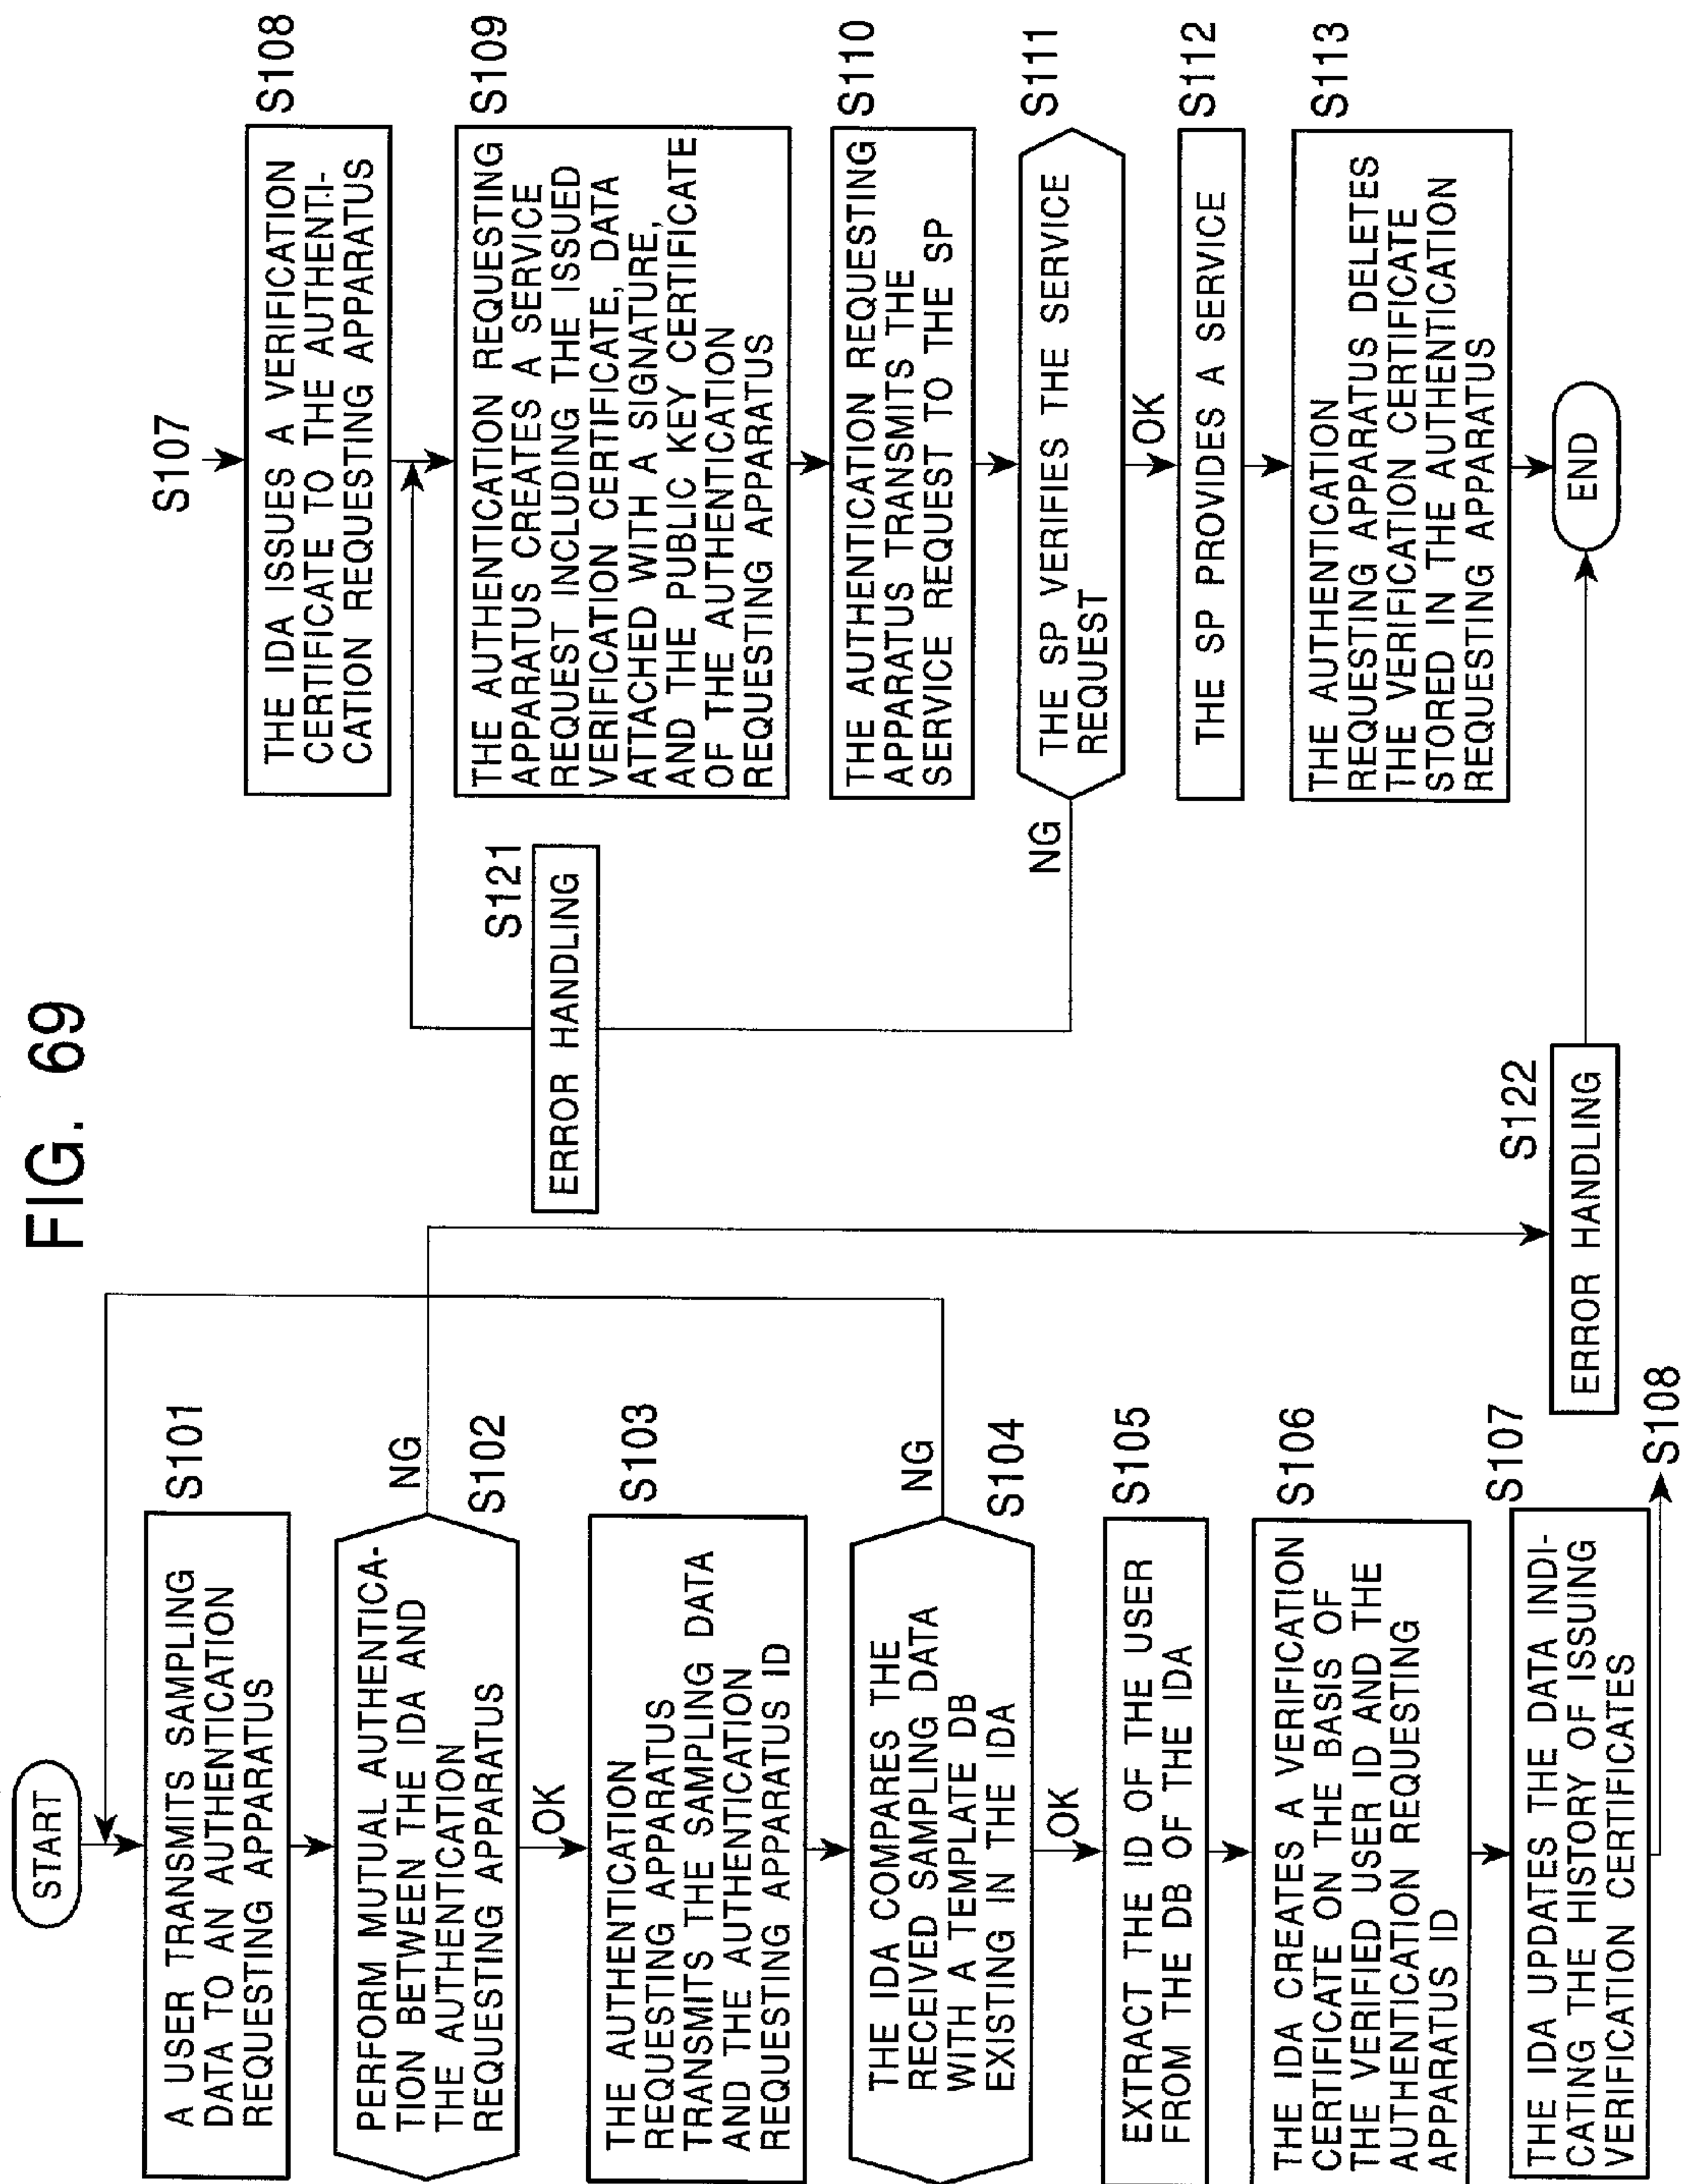 FIG. 69
START
S101
A USER TRANSMITS SAMPLING
DATA TO AN AUTHENTICATION
REQUESTING APPARATUS
S102
PERFORM MUTUAL AUTHENTICA-
TION BETWEEN THE IDA AND
THE AUTHENTICATION
REQUESTING APPARATUS
NG
OK
S103
THE AUTHENTICATION
REQUESTING APPARATUS
TRANSMITS THE SAMPLING DATA
AND THE AUTHENTICATION
REQUESTING APPARATUS ID
S104
THE IDA COMPARES THE
RECEIVED SAMPLING DATA
WITH A TEMPLATE DB
EXISTING IN THE IDA
NG
OK
S105
EXTRACT THE ID OF THE USER
FROM THE DB OF THE IDA
S106
THE IDA CREATES A VERIFICATION
CERTIFICATE ON THE BASIS OF
THE VERIFIED USER ID AND THE
AUTHENTICATION REQUESTING
APPARATUS ID
S107
THE IDA UPDATES THE DATA INDI-
CATING THE HISTORY OF ISSUING
VERIFICATION CERTIFICATES
S108
S107
S108
THE IDA ISSUES A VERIFICATION
CERTIFICATE TO THE AUTHENTI-
CATION REQUESTING APPARATUS
S109
THE AUTHENTICATION REQUESTING
APPARATUS CREATES A SERVICE
REQUEST INCLUDING THE ISSUED
VERIFICATION CERTIFICATE, DATA
ATTACHED WITH A SIGNATURE,
AND THE PUBLIC KEY CERTIFICATE
OF THE AUTHENTICATION
REQUESTING APPARATUS
S121
ERROR HANDLING
S110
THE AUTHENTICATION REQUESTING
APPARATUS TRANSMITS THE
SERVICE REQUEST TO THE SP
S111
THE SP VERIFIES THE SERVICE
REQUEST
NG
OK
S112
THE SP PROVIDES A SERVICE
S113
THE AUTHENTICATION
REQUESTING APPARATUS DELETES
THE VERIFICATION CERTIFICATE
STORED IN THE AUTHENTICATION
REQUESTING APPARATUS
S122
ERROR HANDLING
END